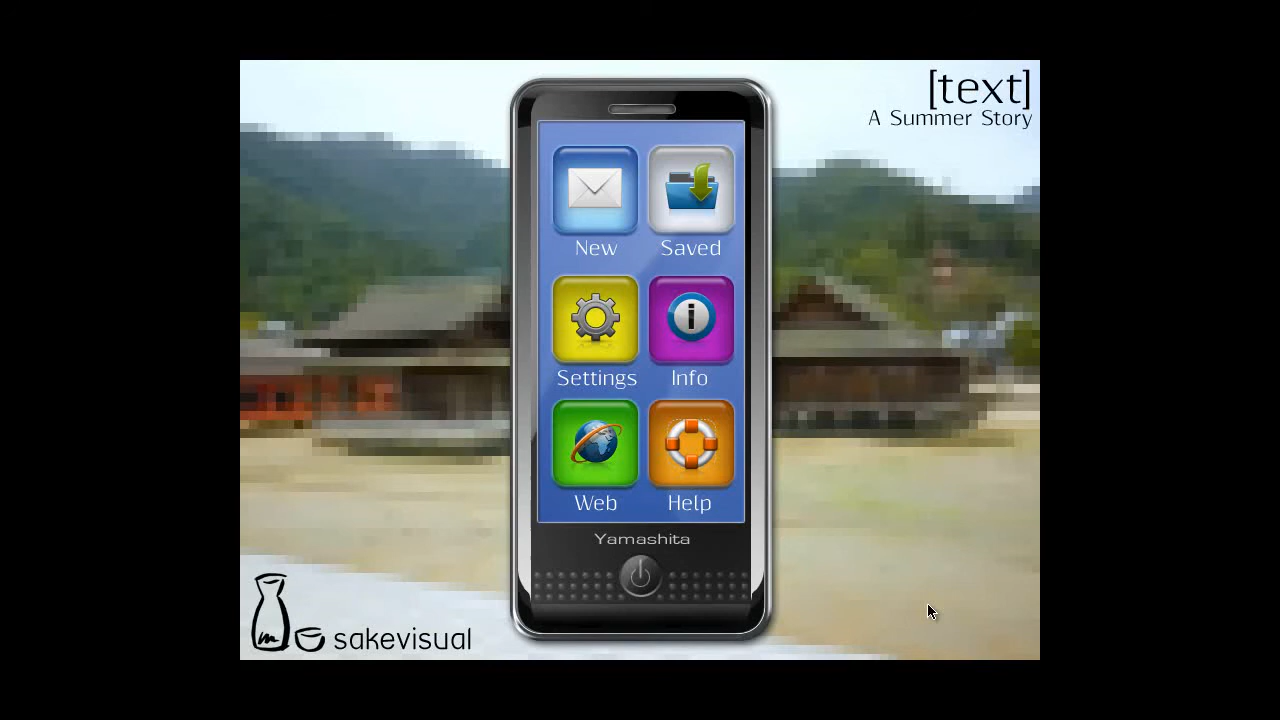 [text]
A Summer Story
New Saved
Settings Info
Web Help
Yamashita
sakevisual